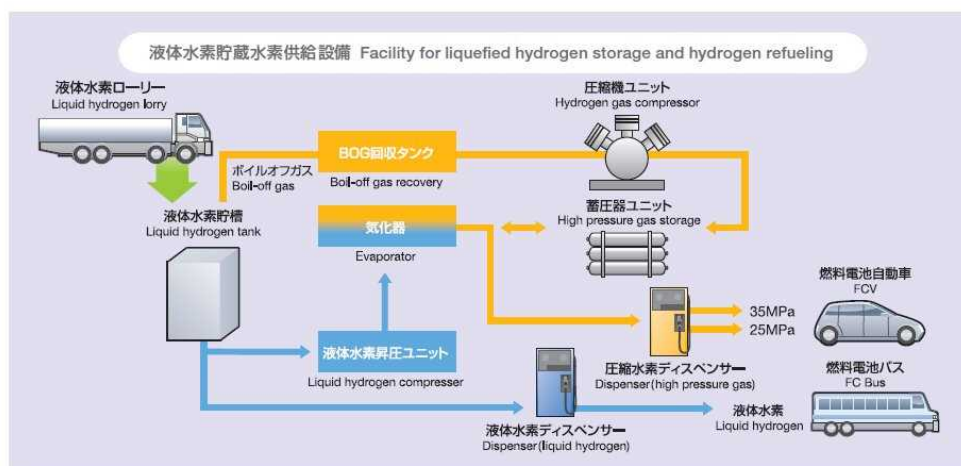 液体水素貯蔵水素供給設備 Facility for liquefied hydrogen storage and hydrogen refueling
液体水素ローリー
Liquid hydrogen lorry
圧縮機ユニット
Hydrogen gas compressor
ボイルオフガス
Boil-off gas
BOG回収タンク
Boil-off gas recovery
液体水素貯槽
Liquid hydrogen tank
蓄圧器ユニット
High pressure gas storage
気化器
Evaporator
燃料電池自動車
FCV
35MPa
25MPa
液体水素昇圧ユニット
Liquid hydrogen compresser
圧縮水素ディスペンサー
Dispenser(high pressure gas)
燃料電池バス
FC Bus
液体水素
Liquid hydrogen
液体水素ディスペンサー
Dispenser(liquid hydrogen)